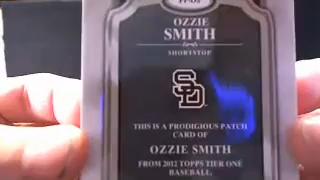 OZZIE
SMITH
SHORTSTOP
SD
THIS IS A PRODIGIOUS PATCH
CARD OF
OZZIE SMITH
FROM 2012 TOPPS TIER ONE
BASEBALL.